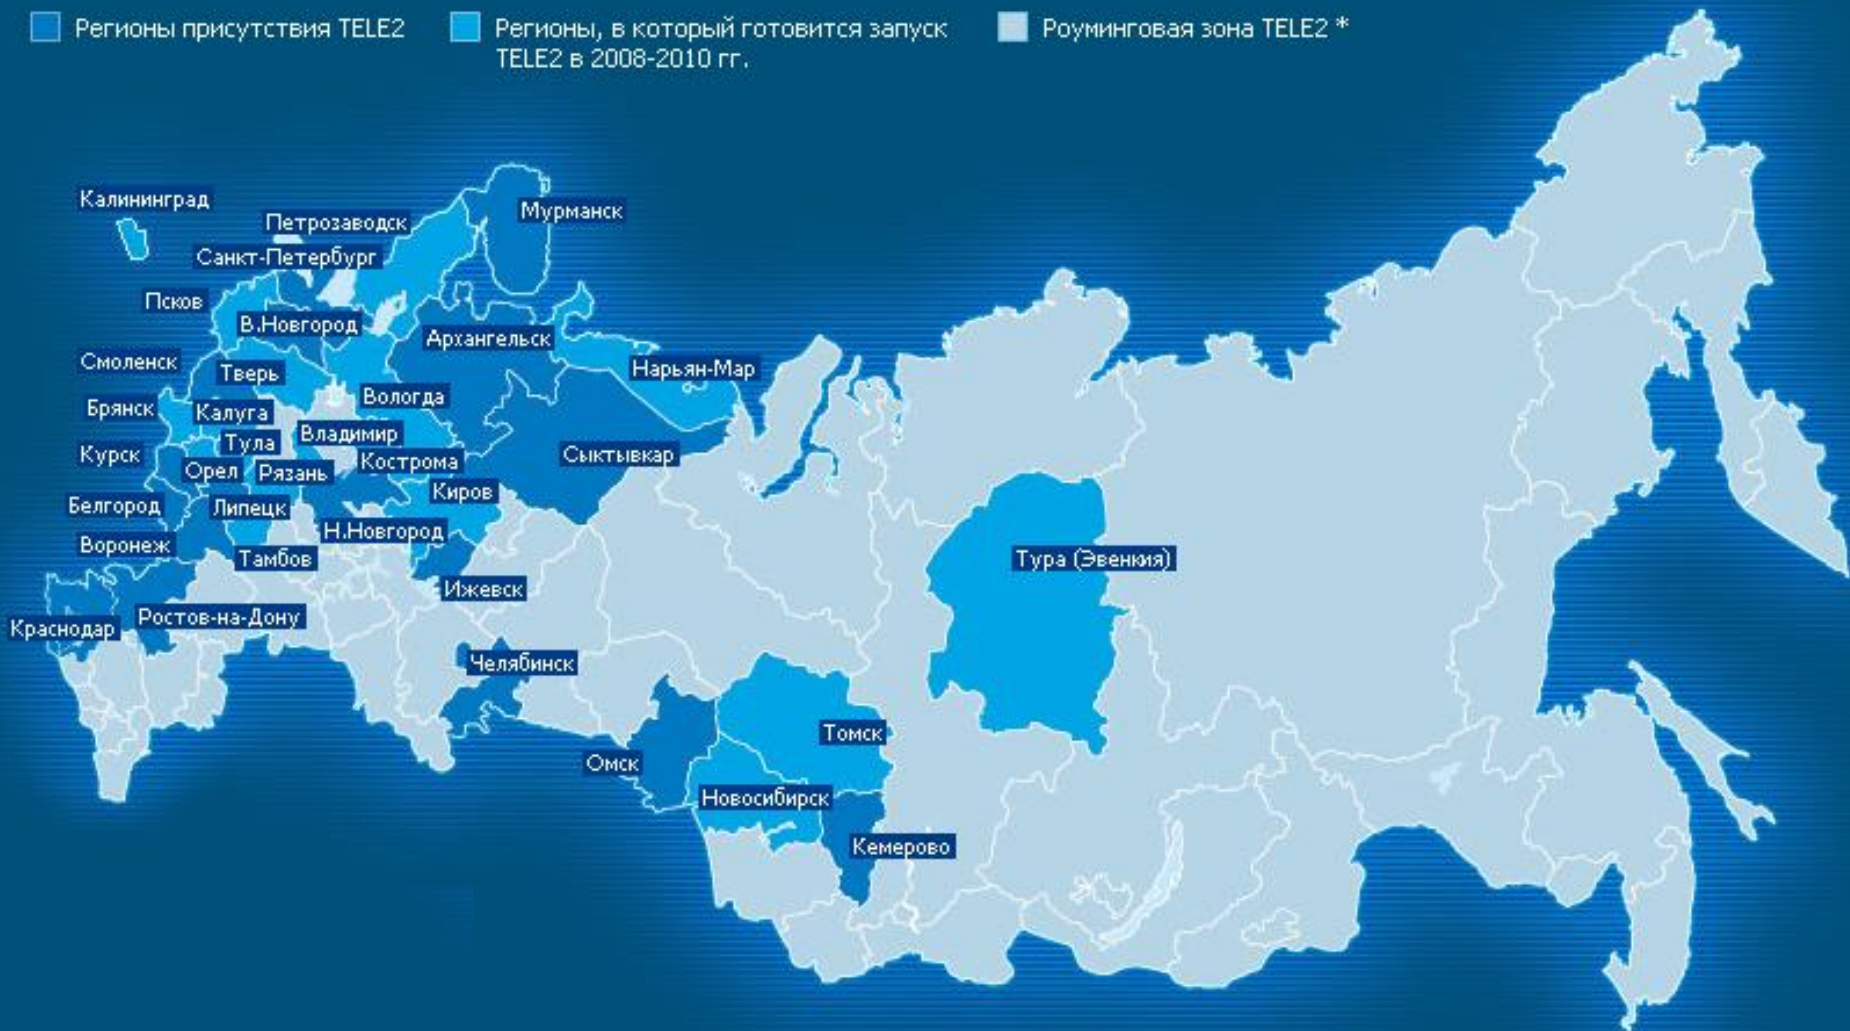 Регионы присутствия TELE2
Регионы, в который готовится запуск
TELE2 в 2008-2010 гг.
Роуминговая зона TELE2 *
Калининград
Петрозаводск
Мурманск
Санкт-Петербург
Псков
В.Новгород
Архангельск
Смоленск
Тверь
Нарьян-Мар
Вологда
Брянск
Калуга
Владимир
Тула
Курск
Орел
Рязань
Кострома
Сыктывкар
Киров
Белгород
Липецк
Н.Новгород
Воронеж
Тамбов
Тура (Эвенкия)
Ижевск
Ростов-на-Дону
Краснодар
Челябинск
Томск
Омск
Новосибирск
Кемерово